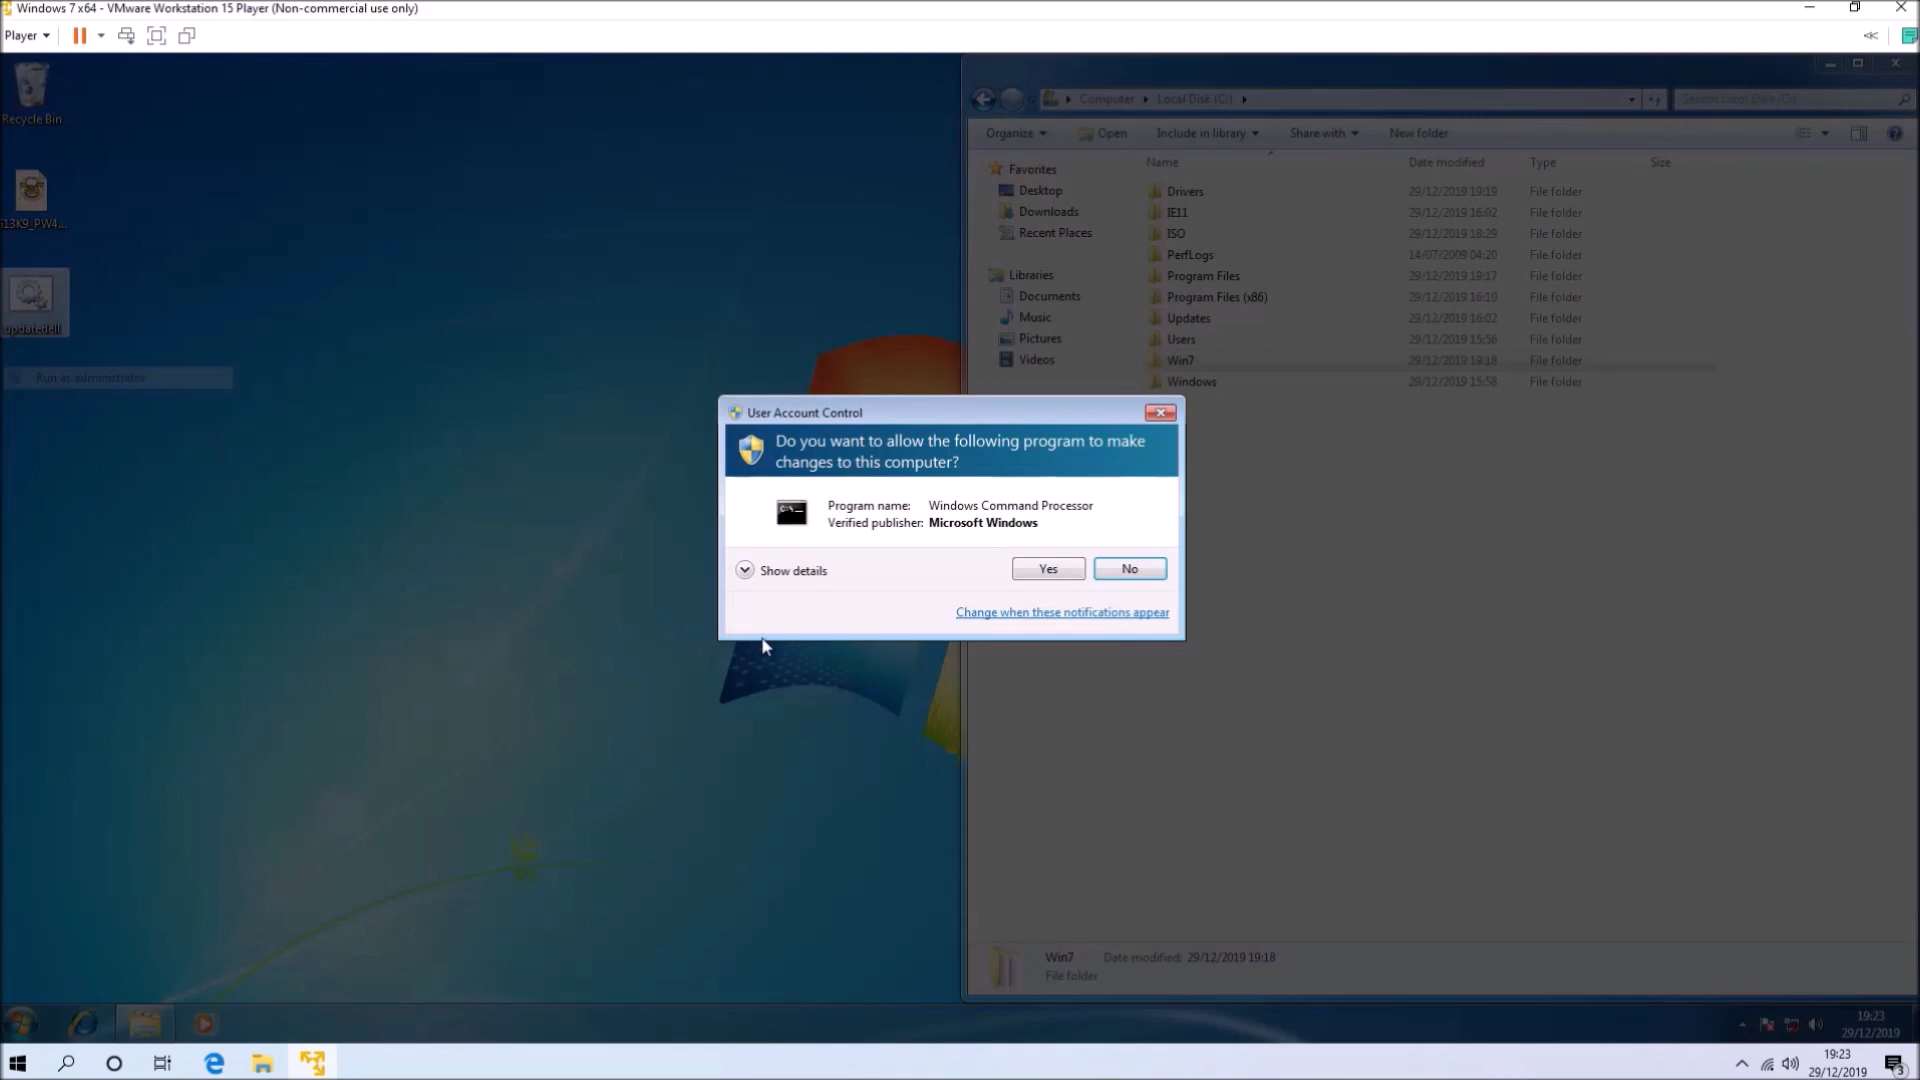 Windows 7 x64 - VMware Workstation 15 Player (Non-commercial use only)
Player
Recycle Bin
updatedell
Run as administrator
Computer Local Disk (C:)
Search Local Disk (C:)
Organize Open Include in library Share with New folder
Name Date modified Type Size
Favorites
Desktop
Downloads
Recent Places
Libraries
Documents
Music
Pictures
Videos
Drivers 29/12/2019 19:19 File folder
IE11 29/12/2019 16:02 File folder
ISO 29/12/2019 18:29 File folder
PerfLogs 14/07/2009 04:20 File folder
Program Files 29/12/2019 19:17 File folder
Program Files (x86) 29/12/2019 16:10 File folder
Updates 29/12/2019 16:02 File folder
Users 29/12/2019 15:56 File folder
Win7 29/12/2019 19:18 File folder
Windows 29/12/2019 15:58 File folder
User Account Control
Do you want to allow the following program to make
changes to this computer?
C:\
Program name: Windows Command Processor
Verified publisher: Microsoft Windows
Show details
Yes No
Change when these notifications appear
Win7 Date modified: 29/12/2019 19:18
File folder
19:23
29/12/2019
19:23
29/12/2019
3